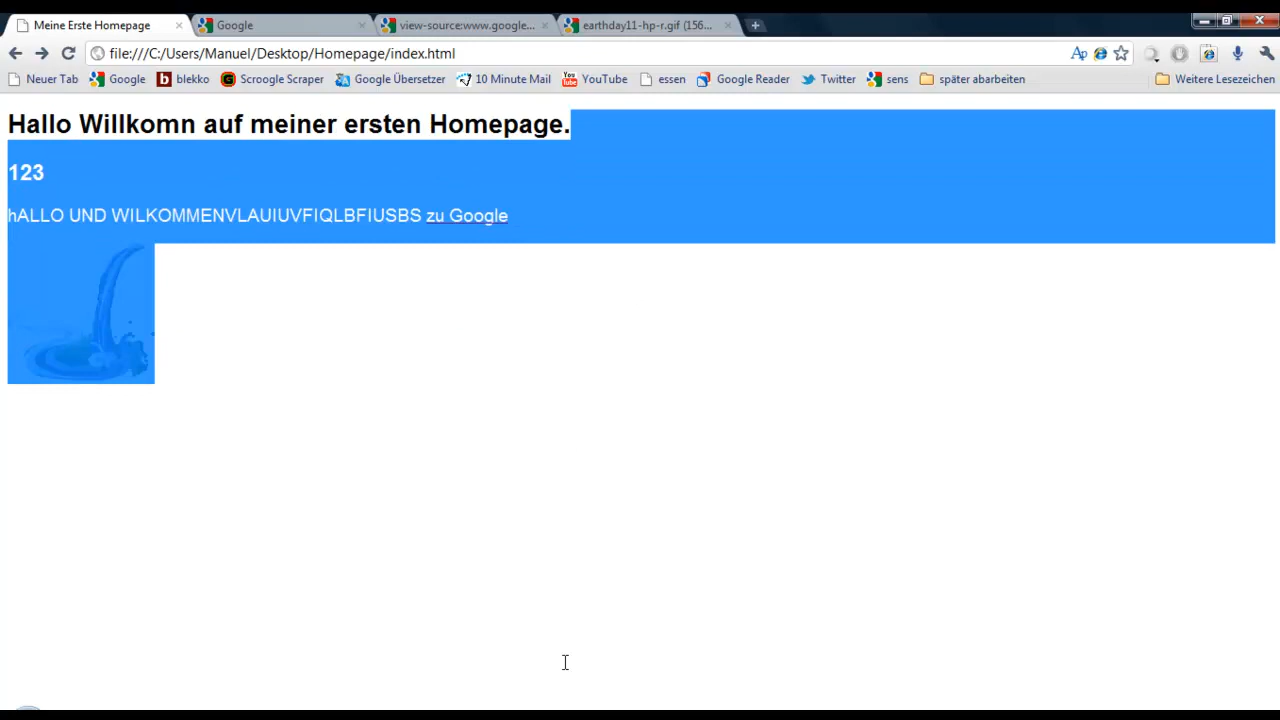 Meine Erste Homepage
Google
view-source:www.google...
earthday11-hp-r.gif (156...
file:///C:/Users/Manuel/Desktop/Homepage/index.html
Neuer Tab
Google
blekko
Scroogle Scraper
Google Übersetzer
10 Minute Mail
YouTube
essen
Google Reader
Twitter
sens
später abarbeiten
Weitere Lesezeichen
Hallo Willkomn auf meiner ersten Homepage.
123
hALLO UND WILKOMMENVLAUIUVFIQLBFIUSBS zu Google